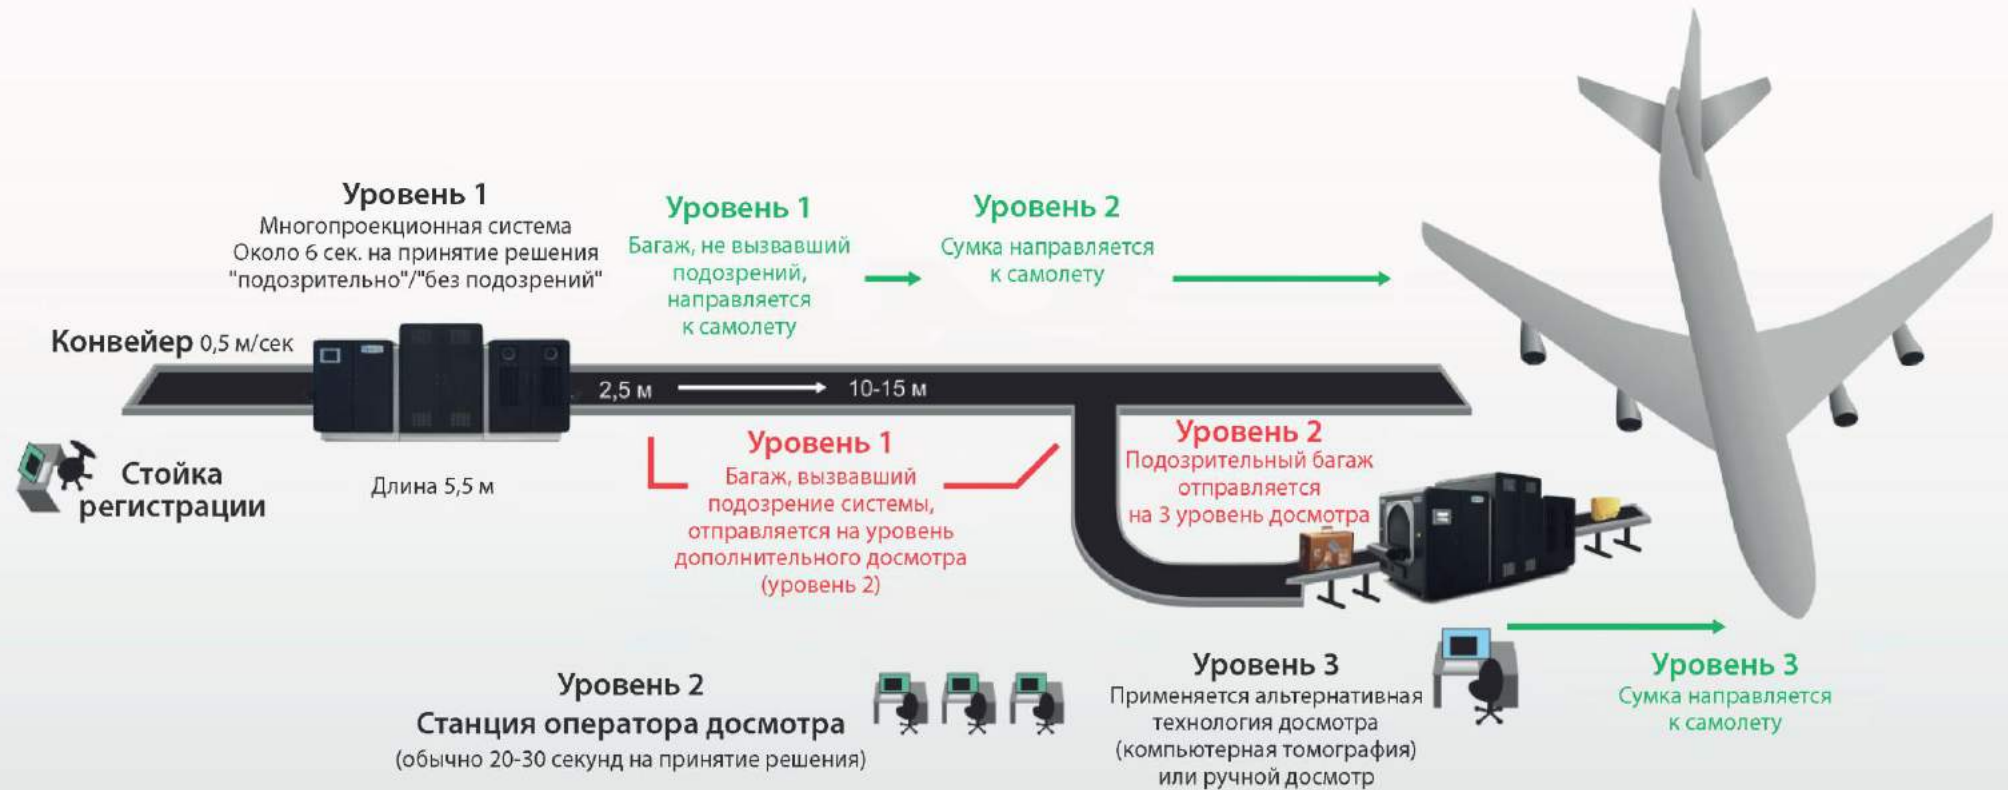 Уровень 1
Многопроекционная система
Около 6 сек. на принятие решения
"подозрительно"/"без подозрений"
Уровень 1
Багаж, не вызвавший
подозрений,
направляется
к самолету
Уровень 2
Сумка направляется
к самолету
Конвейер 0,5 м/сек
2,5 м
10-15 м
Стойка
регистрации
Длина 5,5 м
Уровень 1
Багаж, вызвавший
подозрение системы,
отправляется на уровень
дополнительного досмотра
(уровень 2)
Уровень 2
Подозрительный багаж
отправляется
на 3 уровень досмотра
Уровень 2
Станция оператора досмотра
(обычно 20-30 секунд на принятие решения)
Уровень 3
Применяется альтернативная
технология досмотра
(компьютерная томография)
или ручной досмотр
Уровень 3
Сумка направляется
к самолету